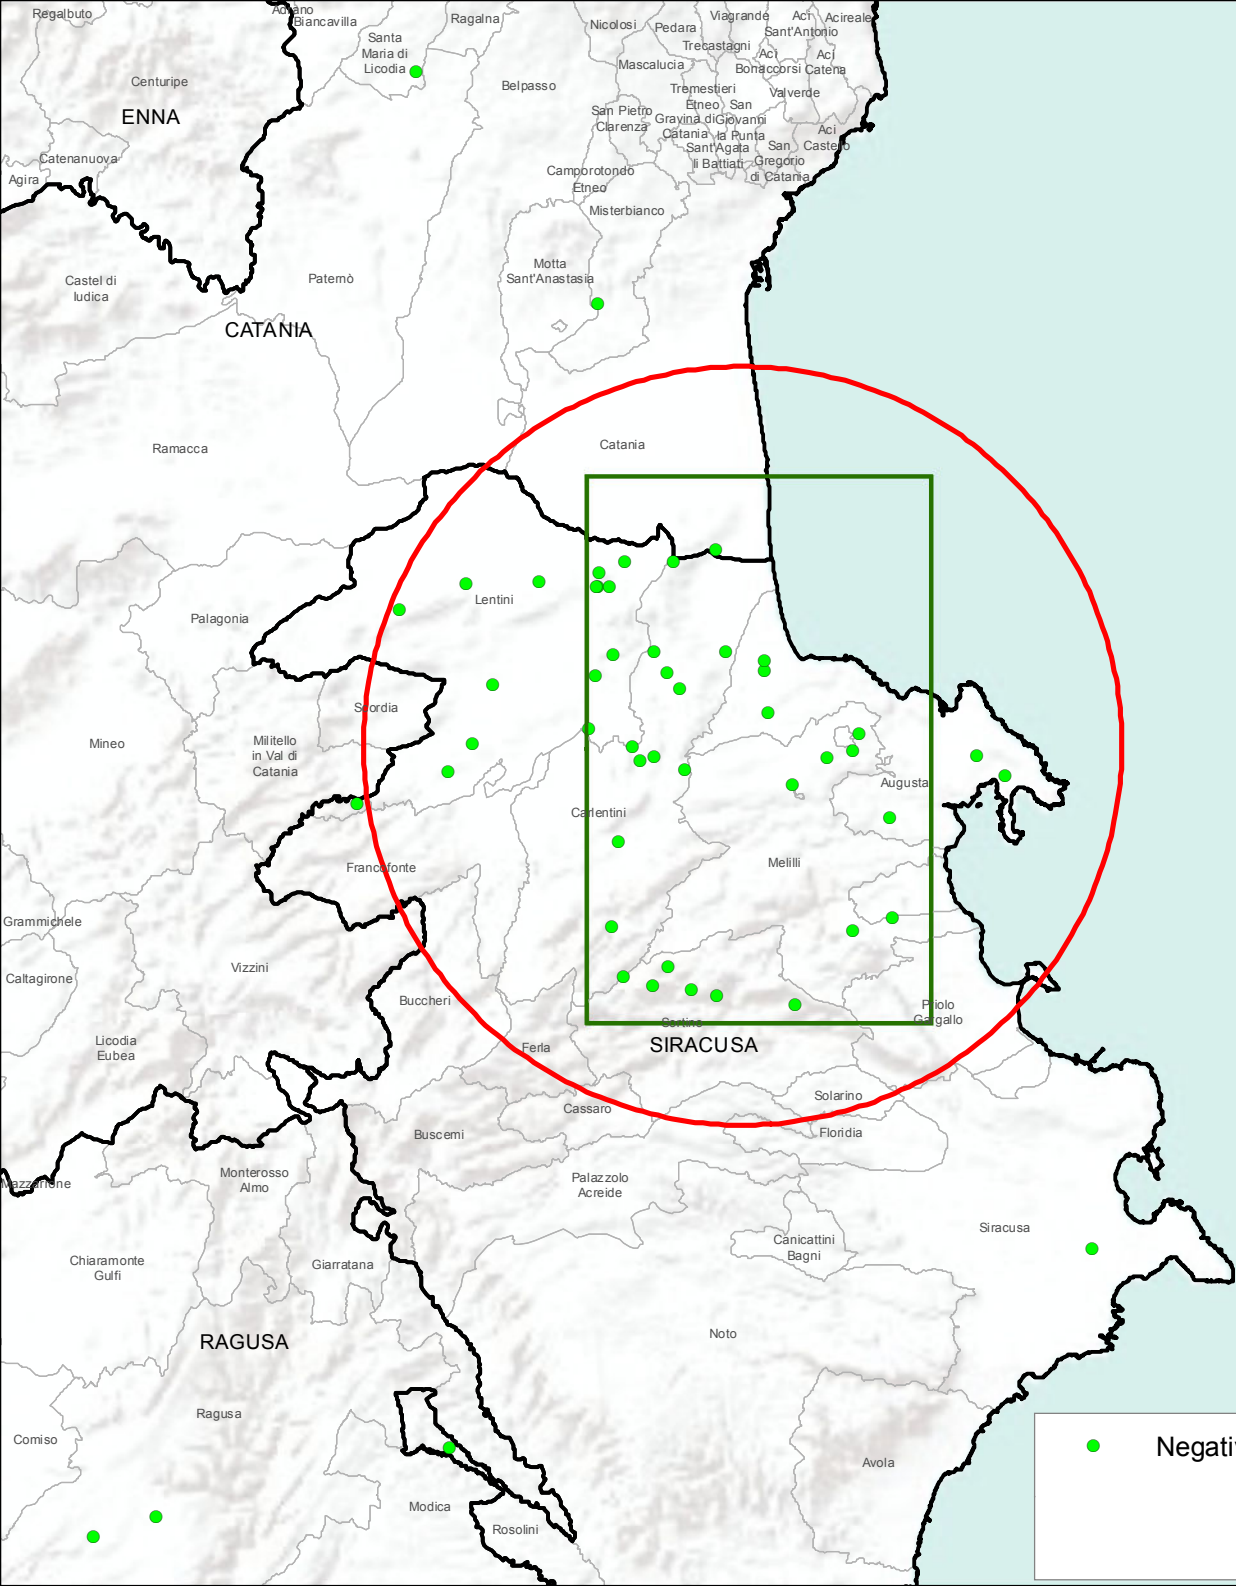 Regalbuto
Adrano
Biancavilla
Ragalna
Nicolosi
Pedara
Viagrande
Aci
Sant'Antonio
Acireale
Trecastagni
Santa
Maria di
Licodia
Centuripe
ENNA
Belpasso
Mascalucia
Aci
Bonaccorsi
Aci
Catena
Tremestieri
Etneo
Valverde
San Pietro
Clarenza
Gravina di
Catania
San
Giovanni
la Punta
Sant'Agata
li Battiati
San
Gregorio
di Catania
Aci
Castello
Catenanuova
Agira
Camporotondo
Etneo
Misterbianco
Motta
Sant'Anastasia
Castel di
Iudica
Paternò
CATANIA
Ramacca
Catania
Lentini
Palagonia
Scordia
Mineo
Militello
in Val di
Catania
Augusta
Carlentini
Melilli
Francofonte
Grammichele
Caltagirone
Vizzini
Buccheri
Priolo
Gargallo
Sortino
SIRACUSA
Licodia
Eubea
Ferla
Solarino
Cassaro
Floridia
Buscemi
Mazzarrone
Monterosso
Almo
Palazzolo
Acreide
Siracusa
Canicattini
Bagni
Chiaramonte
Gulfi
Giarratana
Noto
RAGUSA
Ragusa
Comiso
Avola
Modica
Rosolini
Negativ